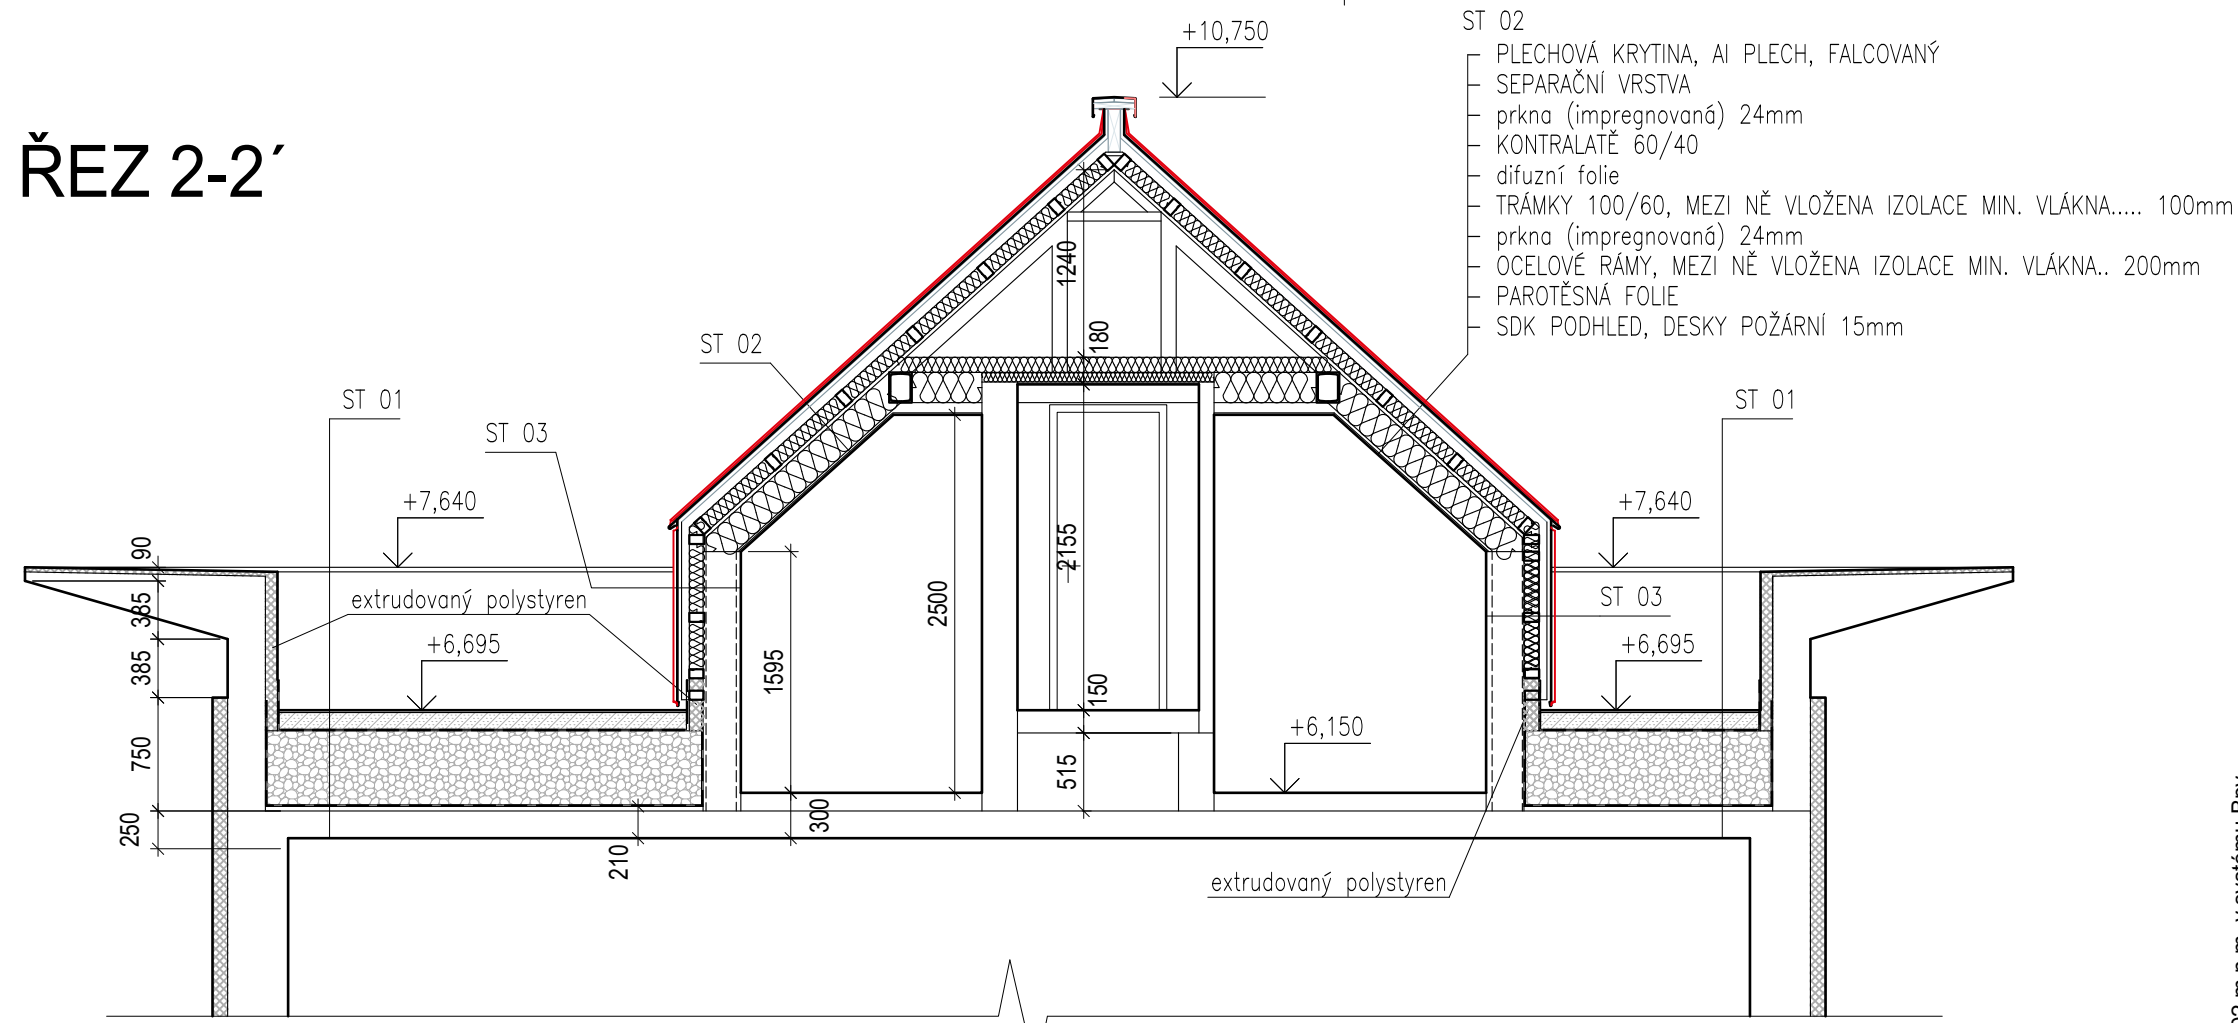 ŘEZ 2-2´
+10,750
ST 02
PLECHOVÁ KRYTINA, Al PLECH, FALCOVANÝ
SEPARAČNÍ VRSTVA
prkna (impregnovaná) 24mm
KONTRALATĚ 60/40
difuzní folie
TRÁMKY 100/60, MEZI NĚ VLOŽENA IZOLACE MIN. VLÁKNA..... 100mm
prkna (impregnovaná) 24mm
OCELOVÉ RÁMY, MEZI NĚ VLOŽENA IZOLACE MIN. VLÁKNA.. 200mm
PAROTĚSNÁ FOLIE
SDK PODHLED, DESKY POŽÁRNÍ 15mm
1240
180
ST 02
ST 01
ST 03
ST 01
+7,640
+7,640
90
385
385
750
250
extrudovaný polystyren
+6,695
ST 03
+6,695
2155
2500
1595
150
515
300
210
+6,150
extrudovaný polystyren
m n.m. v systému Bpv